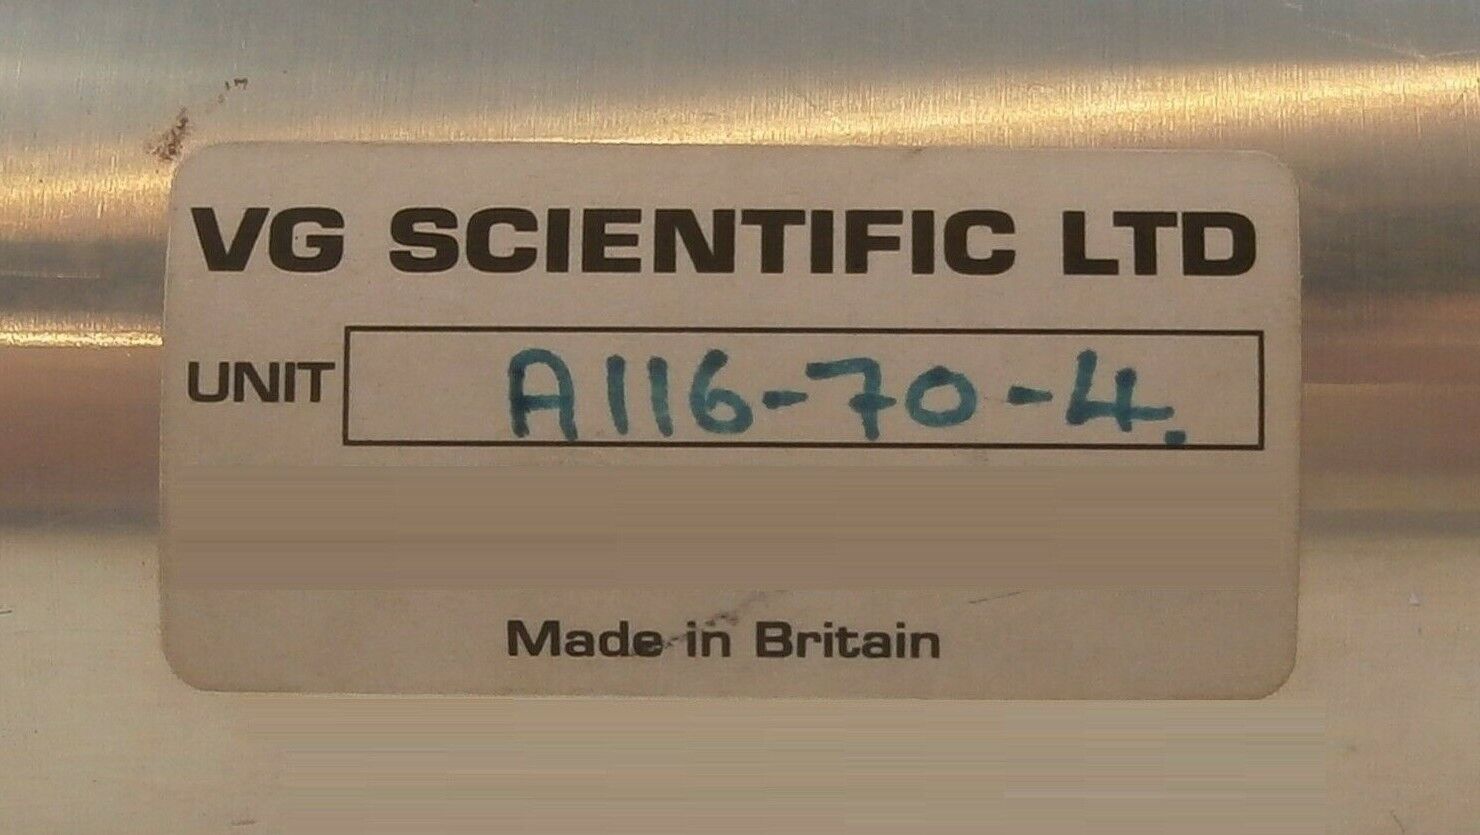 VG SCIENTIFIC LTD
UNIT A116-70-4.
Made in Britain